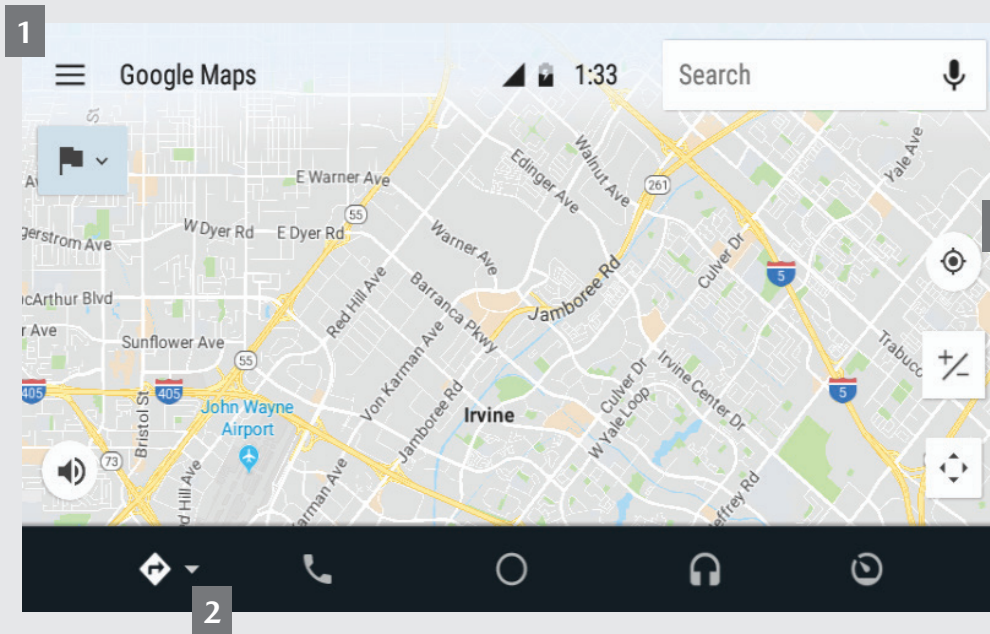 1
Google Maps 1:33 Search
St
Av
E Warner Ave
Edinger Ave
Walnut Ave
Yale Ave
261
55
gerstrom Ave
W Dyer Rd
E Dyer Rd
Warner Ave
Culver Dr
5
cArthur Blvd
Red Hill Ave
Barranca Pkwy
Jamboree Rd
r Ave
Sunflower Ave
55
Von Karman Ave
Trabuco
405
405
Bristol St
John Wayne
Airport
Jamboree Rd
Irvine
Culver Dr
W Yale Loop
Irvine Center Dr
5
73
d Hill Ave
arman Ave
Jeffrey Rd
2